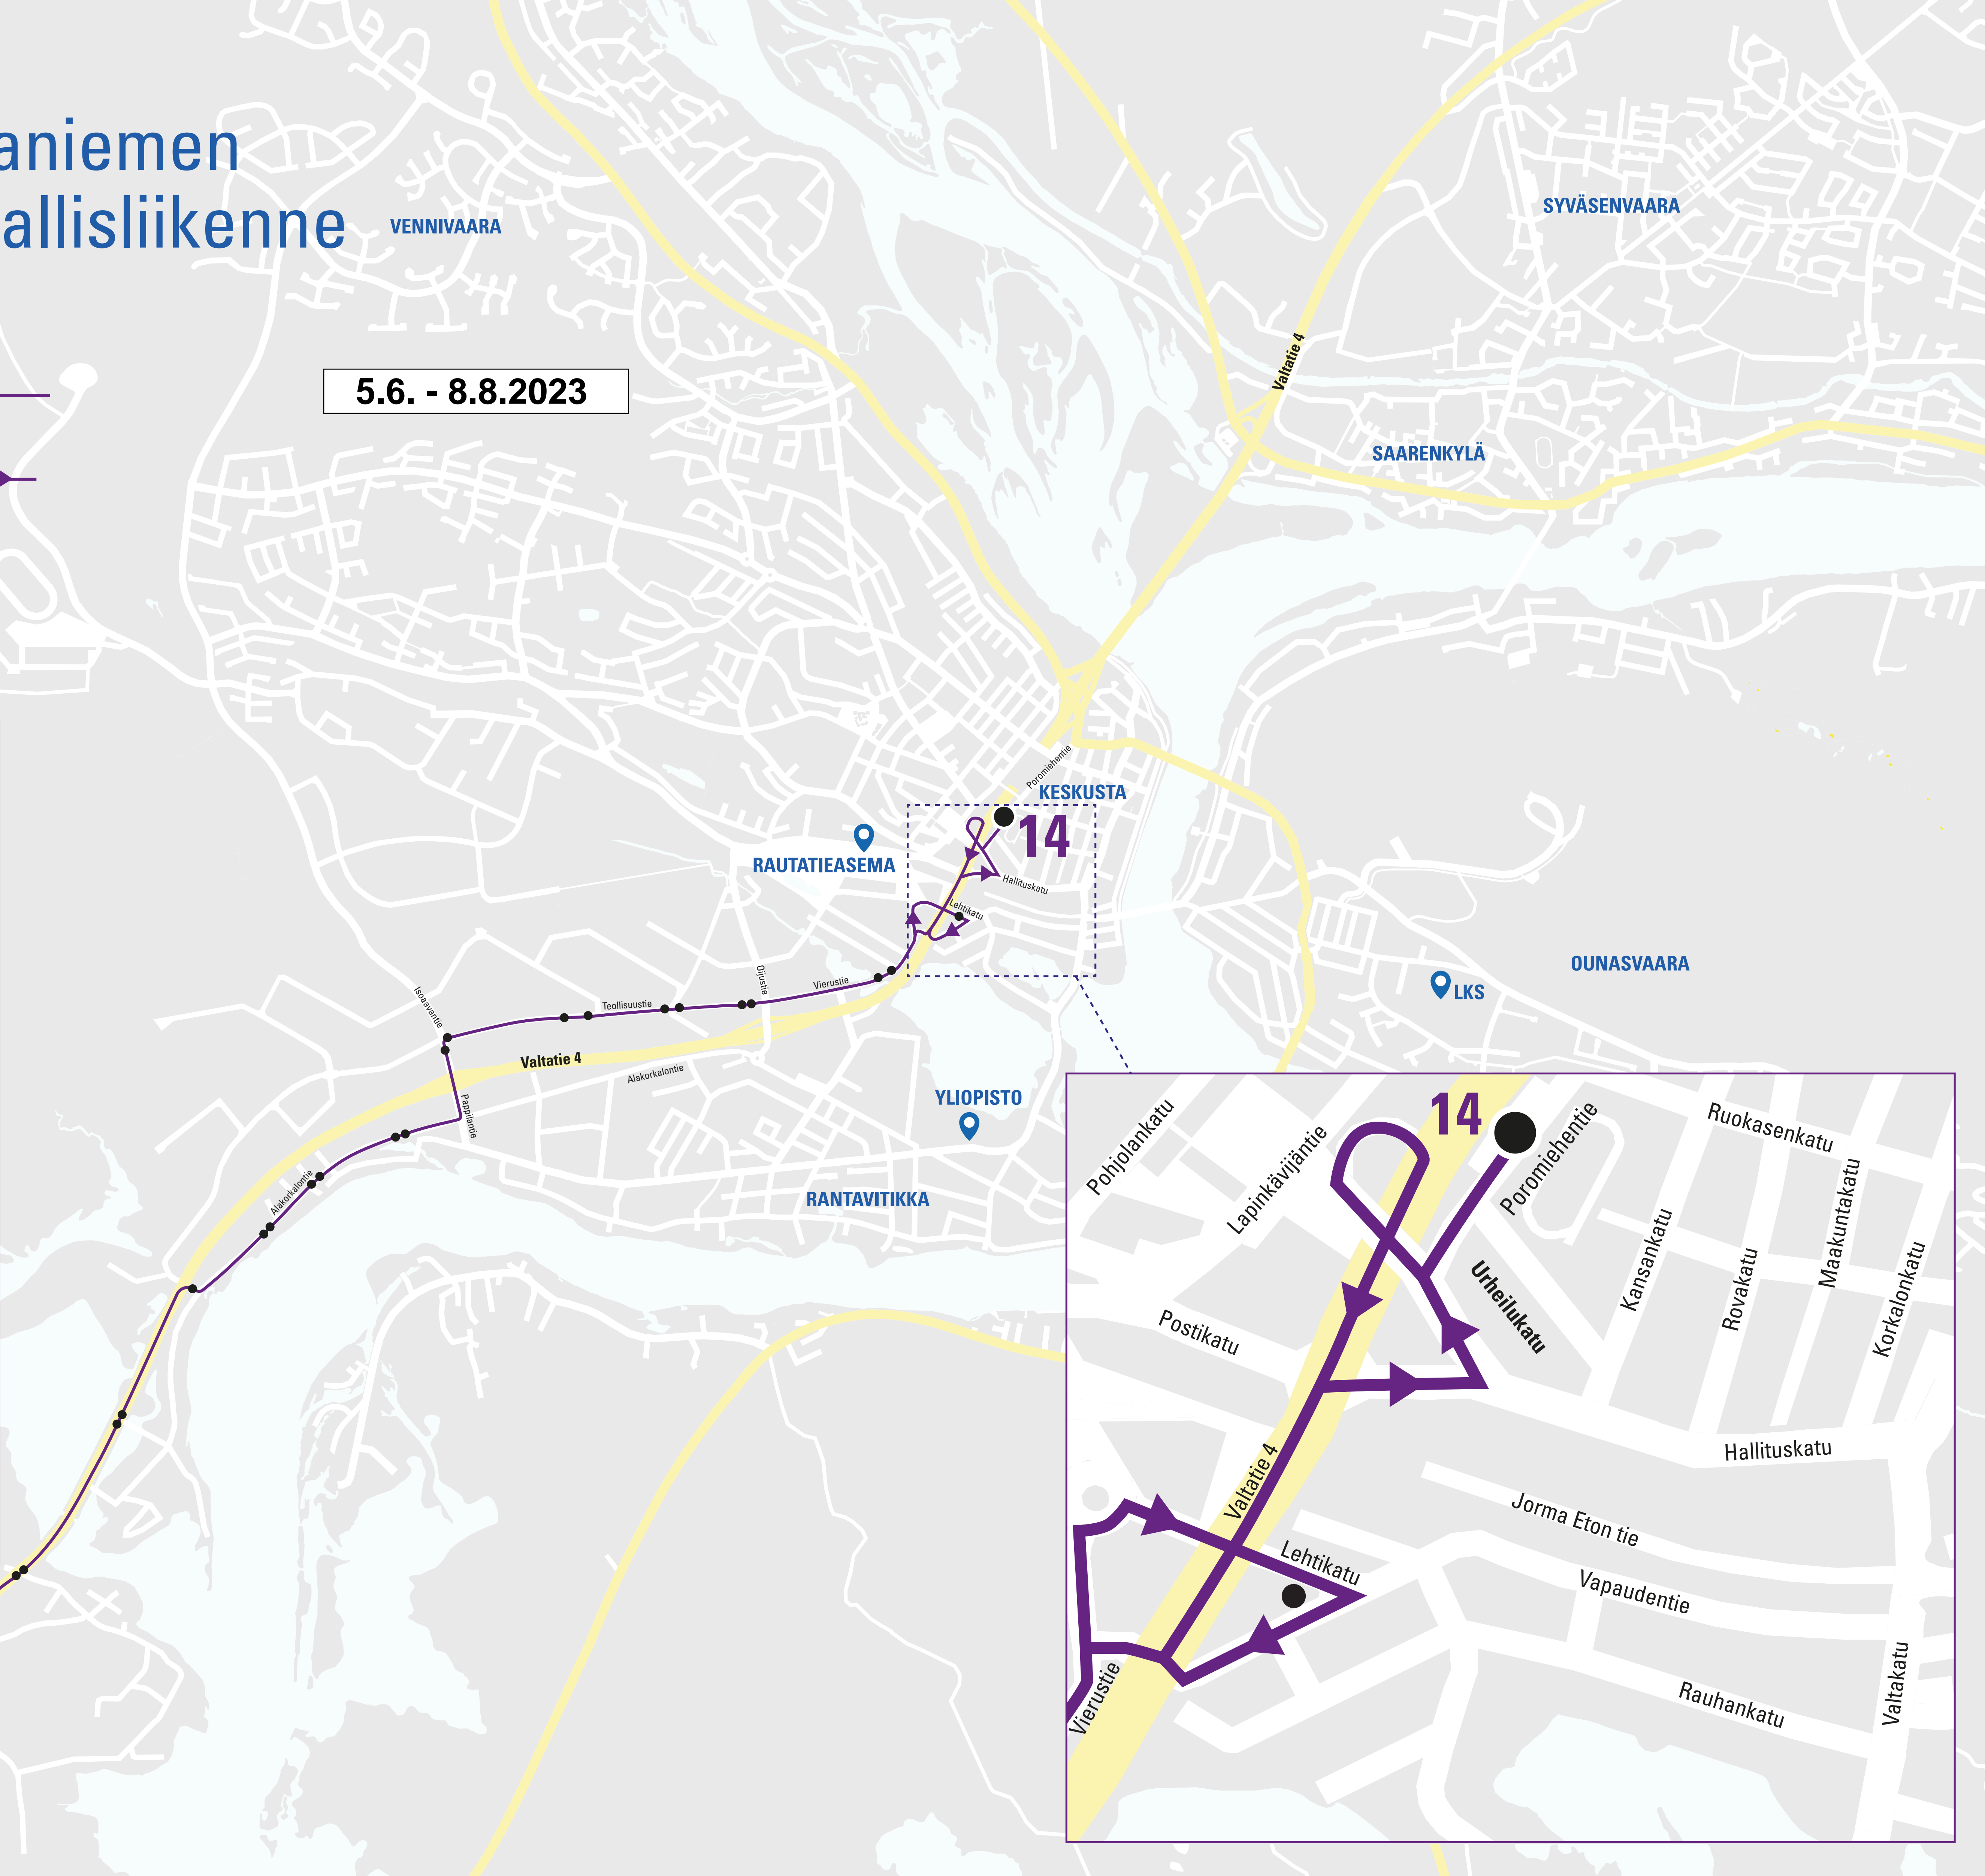 aniemen
allisliikenne
VENNIVAARA
SYVÄSENVAARA
5.6. - 8.8.2023
Valtatie 4
SAARENKYLÄ
Poromiehentie
KESKUSTA
14
RAUTATIEASEMA
Hallituskatu
Lehtikatu
OUNASVAARA
LKS
Oijustie
Vierustie
Teollisuustie
Isoaavantie
Valtatie 4
Alakorkalontie
Pappilantie
YLIOPISTO
Alakorkalontie
RANTAVITIKKA
14
Pohjolankatu
Lapinkävijäntie
Poromiehentie
Ruokasenkatu
Maakuntakatu
Kansankatu
Rovakatu
Korkalonkatu
Urheilukatu
Postikatu
Hallituskatu
Valtatie 4
Jorma Eton tie
Lehtikatu
Vapaudentie
Vierustie
Rauhankatu
Valtakatu